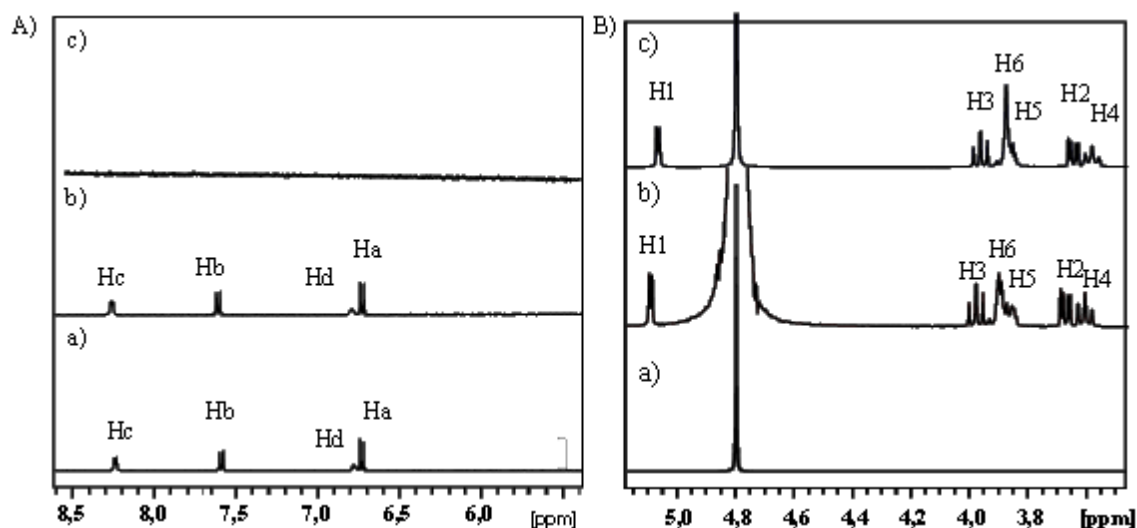 A)
c)
b)
Hc Hb Hd Ha
a)
Hc Hb Hd Ha
8,5 8,0 7,5 7,0 6,5 6,0 [ppm]
B)
c)
H1 H3 H6 H5 H2 H4
b)
H1 H3 H6 H5 H2 H4
a)
5,0 4,8 4,6 4,4 4,2 4,0 3,8 [ppm]